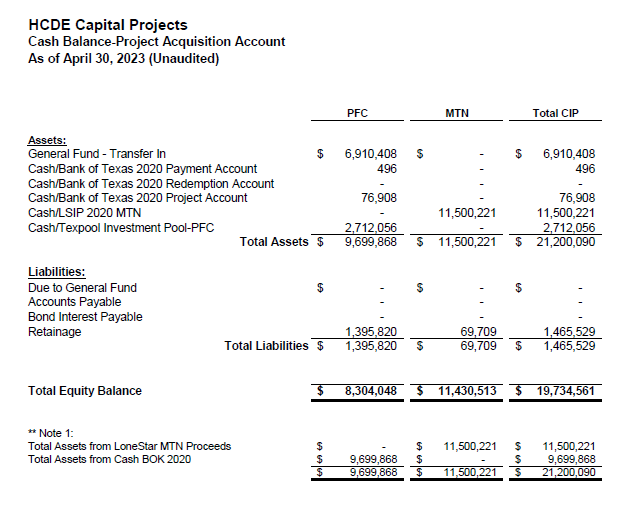 HCDE Capital Projects
Cash Balance-Project Acquisition Account
As of April 30, 2023 (Unaudited)
PFC MTN Total CIP
Assets:
General Fund - Transfer In $ 6,910,408 $ - $ 6,910,408
Cash/Bank of Texas 2020 Payment Account 496 - 496
Cash/Bank of Texas 2020 Redemption Account - - -
Cash/Bank of Texas 2020 Project Account 76,908 - 76,908
Cash/LSIP 2020 MTN - 11,500,221 11,500,221
Cash/Texpool Investment Pool-PFC 2,712,056 - 2,712,056
Total Assets $ 9,699,868 $ 11,500,221 $ 21,200,090
Liabilities:
Due to General Fund $ - $ - $ -
Accounts Payable - - -
Bond Interest Payable - - -
Retainage 1,395,820 69,709 1,465,529
Total Liabilities $ 1,395,820 $ 69,709 $ 1,465,529
Total Equity Balance $ 8,304,048 $ 11,430,513 $ 19,734,561
** Note 1:
Total Assets from LoneStar MTN Proceeds $ - $ 11,500,221 $ 11,500,221
Total Assets from Cash BOK 2020 $ 9,699,868 $ - $ 9,699,868
$ 9,699,868 $ 11,500,221 $ 21,200,090